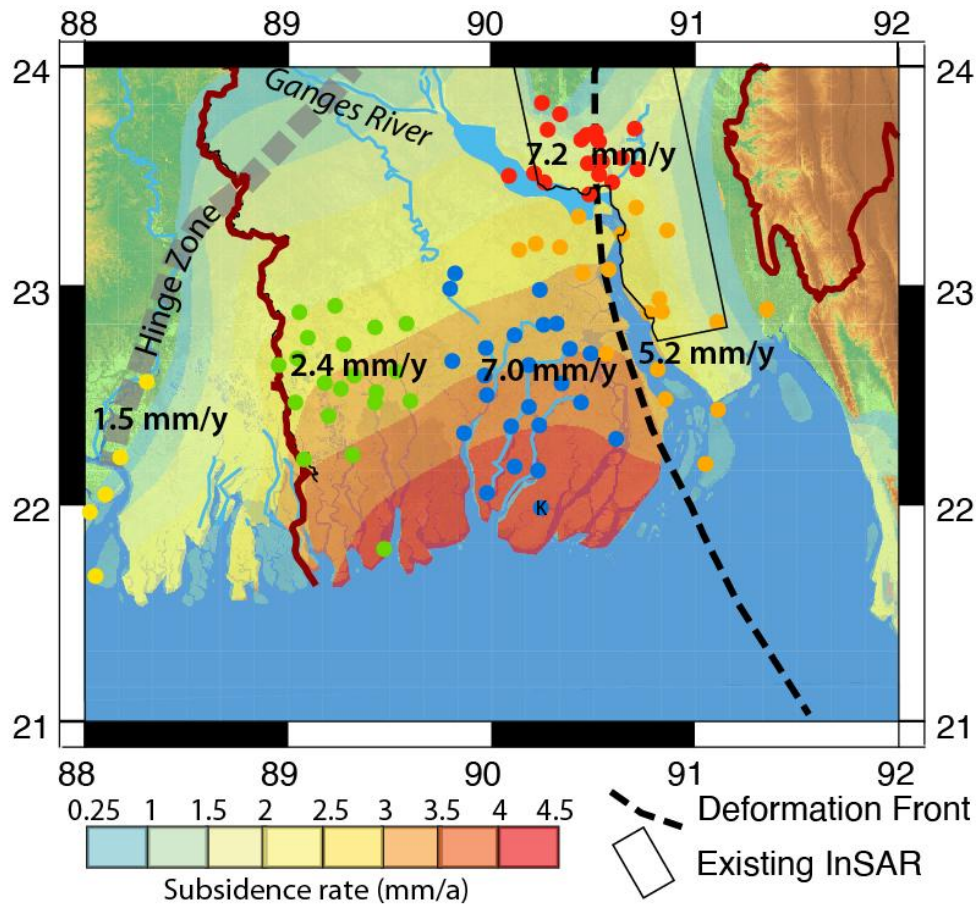 88 89 90 91 92
24 24
Ganges River
7.2 mm/y
Hinge Zone
23 23
2.4 mm/y 7.0 mm/y 5.2 mm/y
1.5 mm/y
22 22
K
21 21
88 89 90 91 92
0.25 1 1.5 2 2.5 3 3.5 4 4.5
Subsidence rate (mm/a)
Deformation Front
Existing InSAR